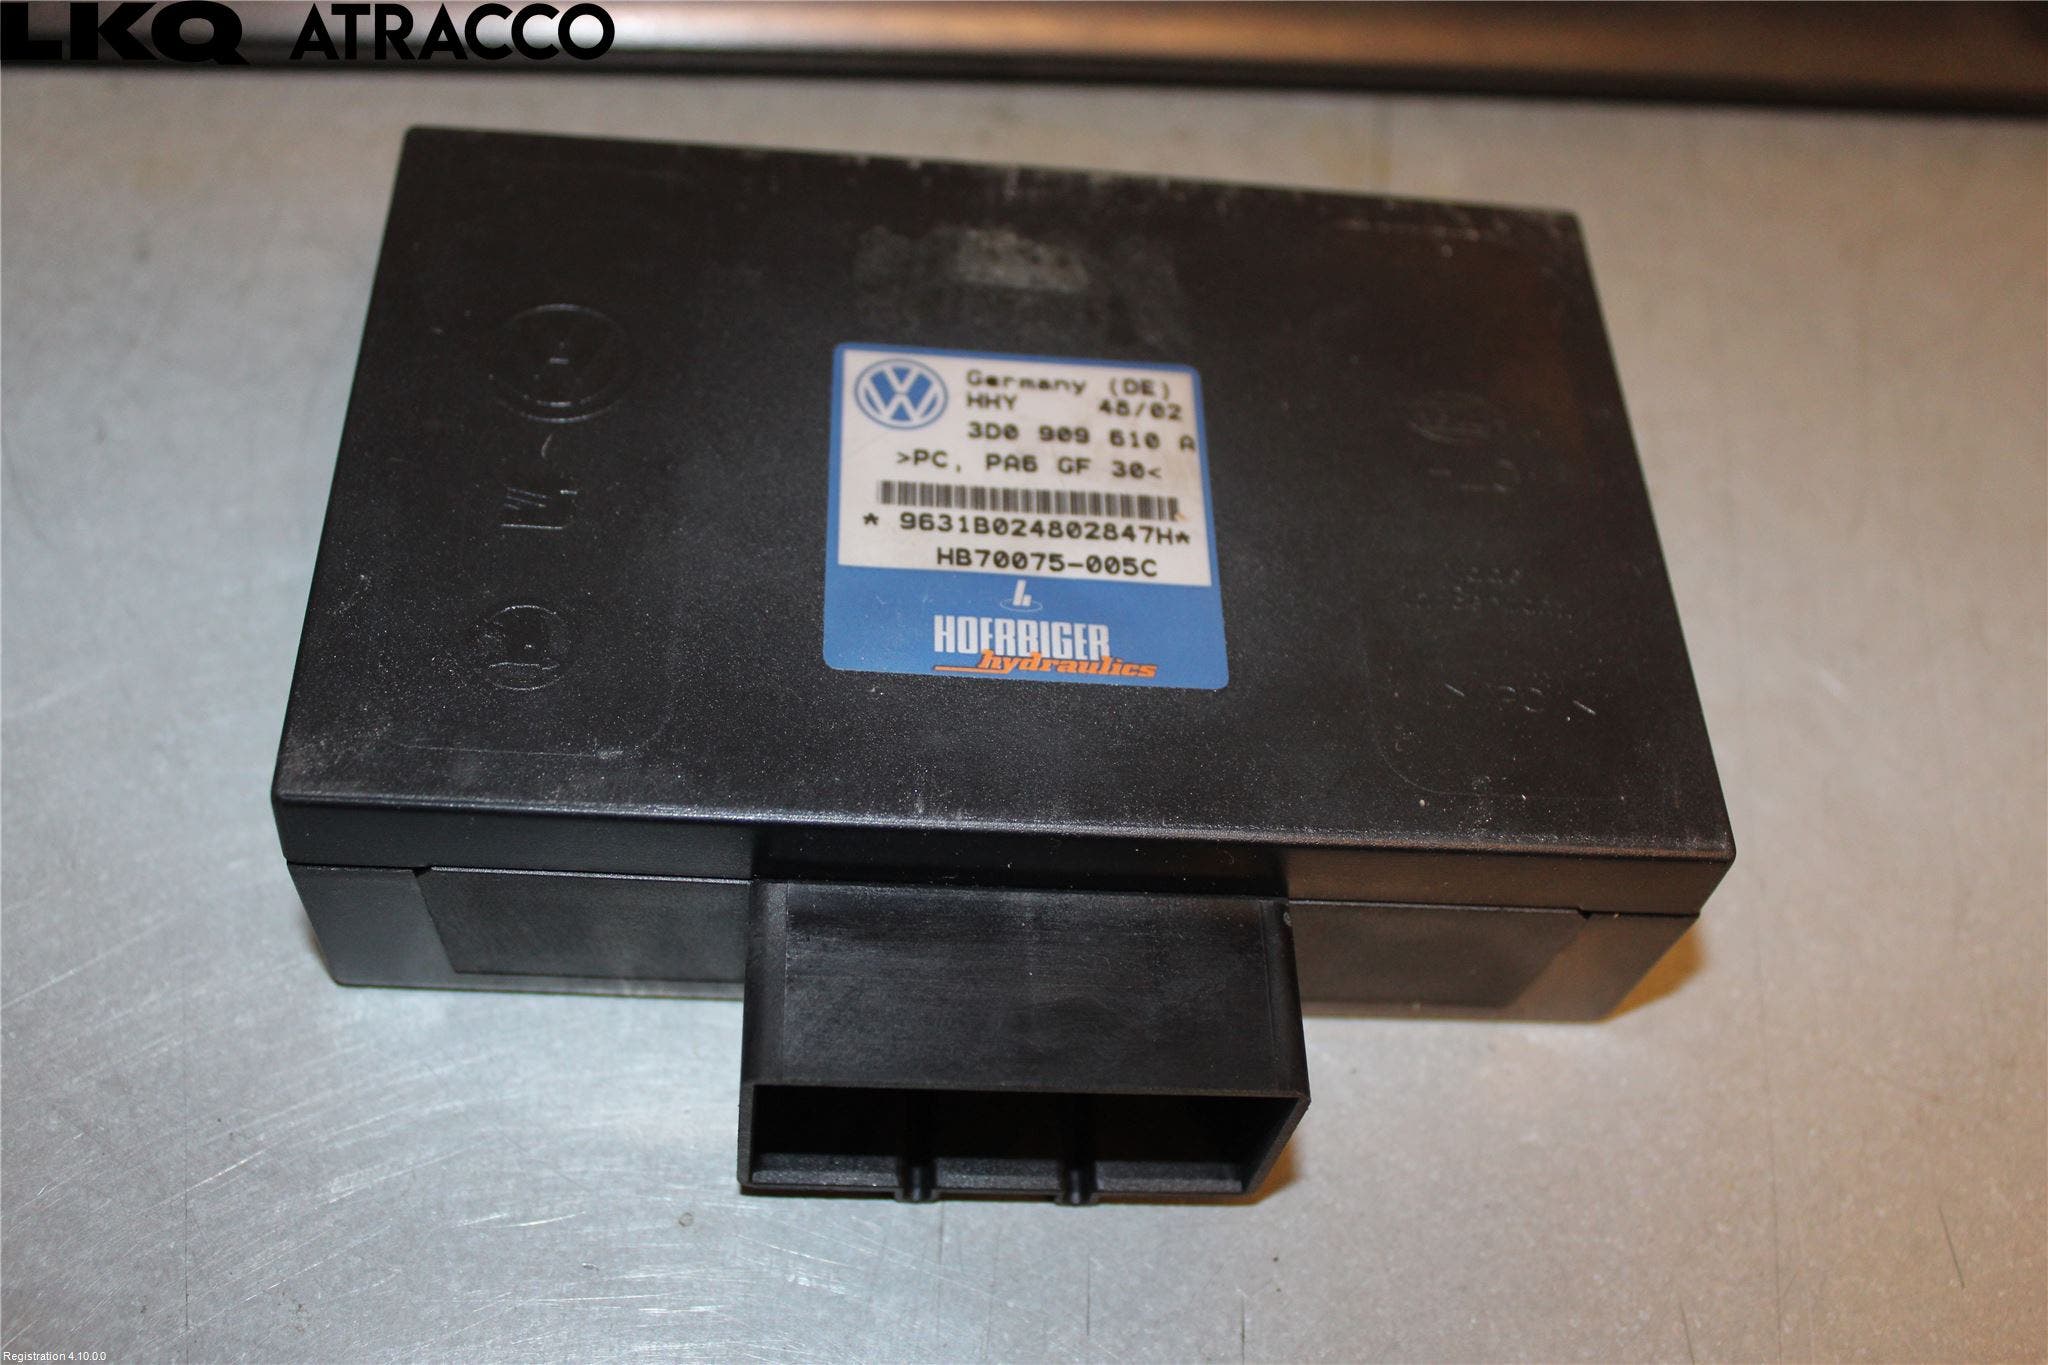 LKQ ATRACCO
Germany (DE)
HHY 48/02
3D0 909 610 A
>PC, PA6 GF 30<
* 9631B024802847H*
HB70075-005C
HOERBIGER
hydraulics
Registration 4.10.0.0